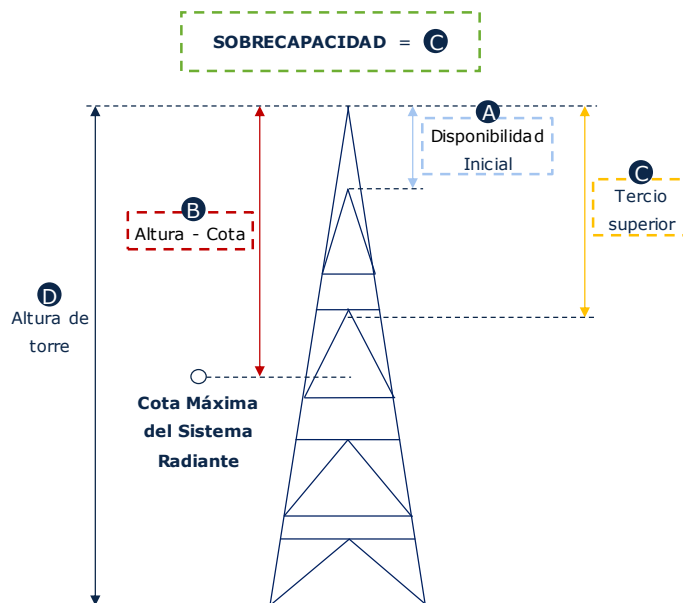 SOBRECAPACIDAD = C
A
Disponibilidad
Inicial
C
Tercio
superior
B
Altura - Cota
D
Altura de
torre
Cota Máxima
del Sistema
Radiante